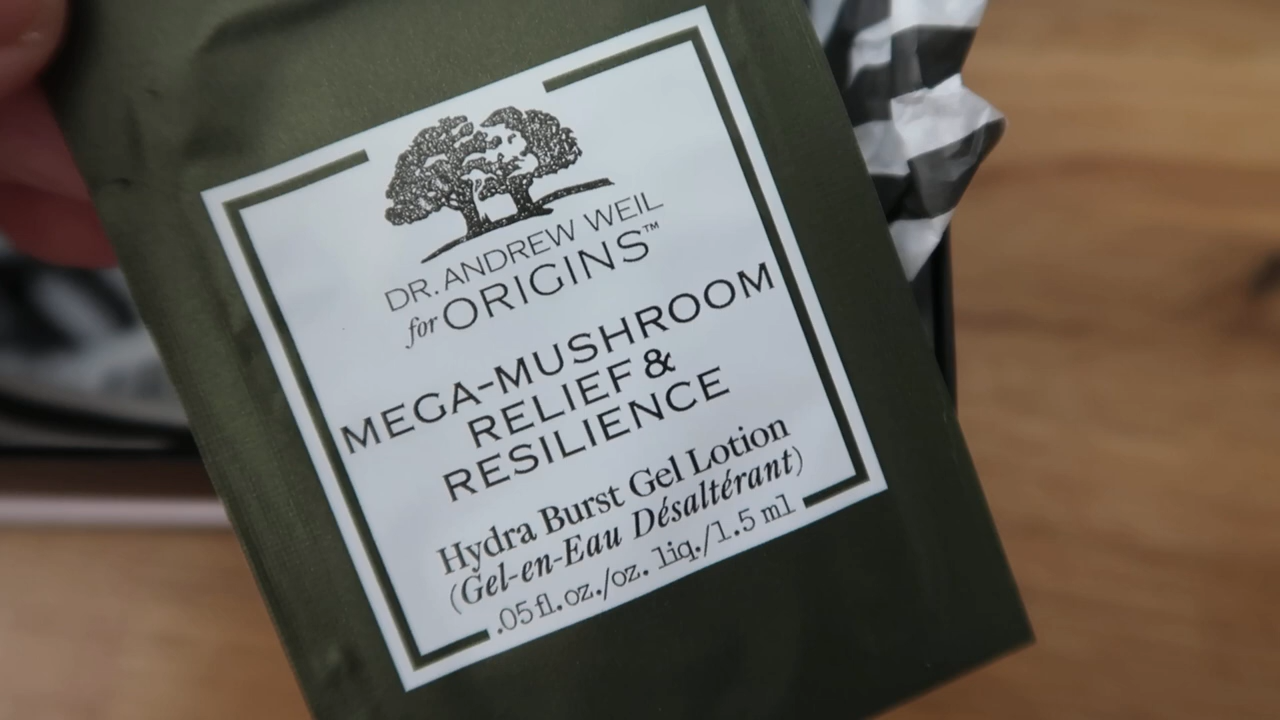 DR. ANDREW WEIL
for ORIGINS™
MEGA-MUSHROOM
RELIEF &
RESILIENCE
Hydra Burst Gel Lotion
(Gel-en-Eau Désaltérant)
.05 fl. oz./oz. liq./1.5 ml